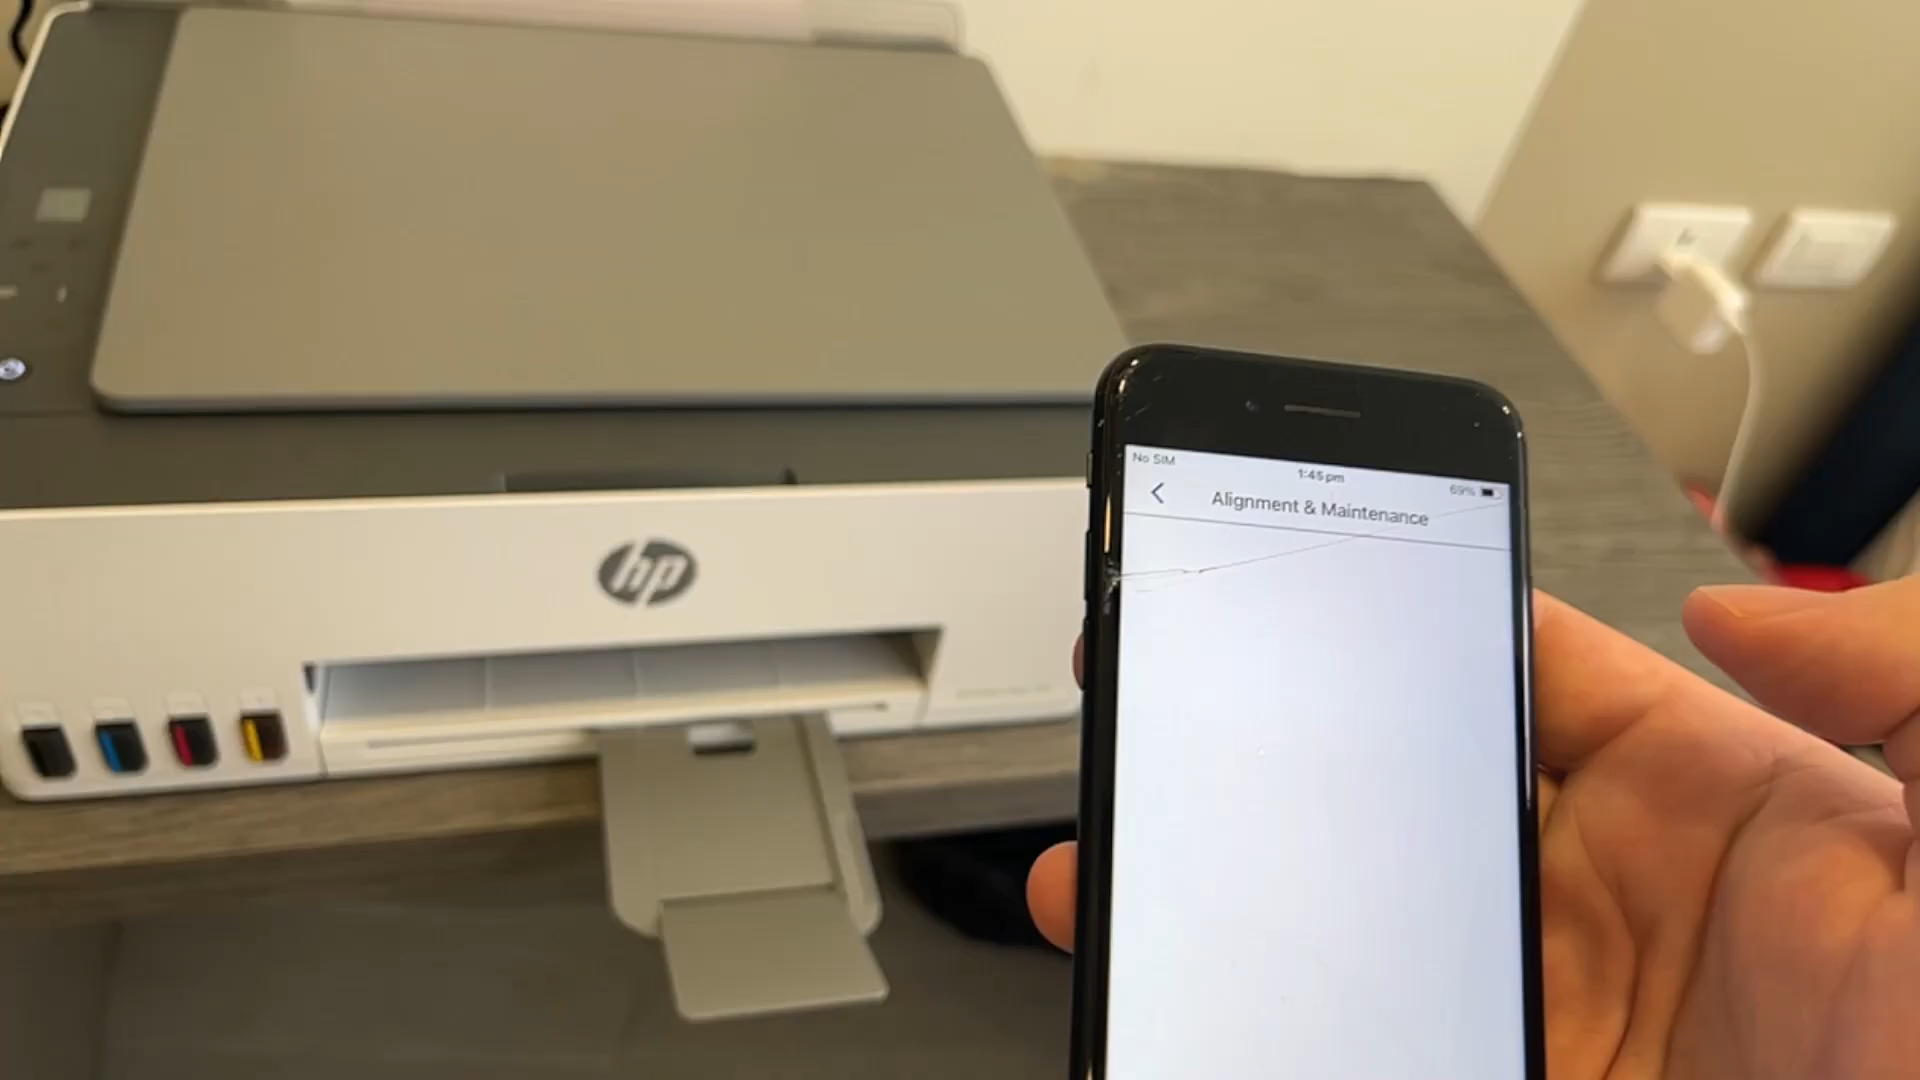 hp
No SIM
1:45 pm
69%
Alignment & Maintenance